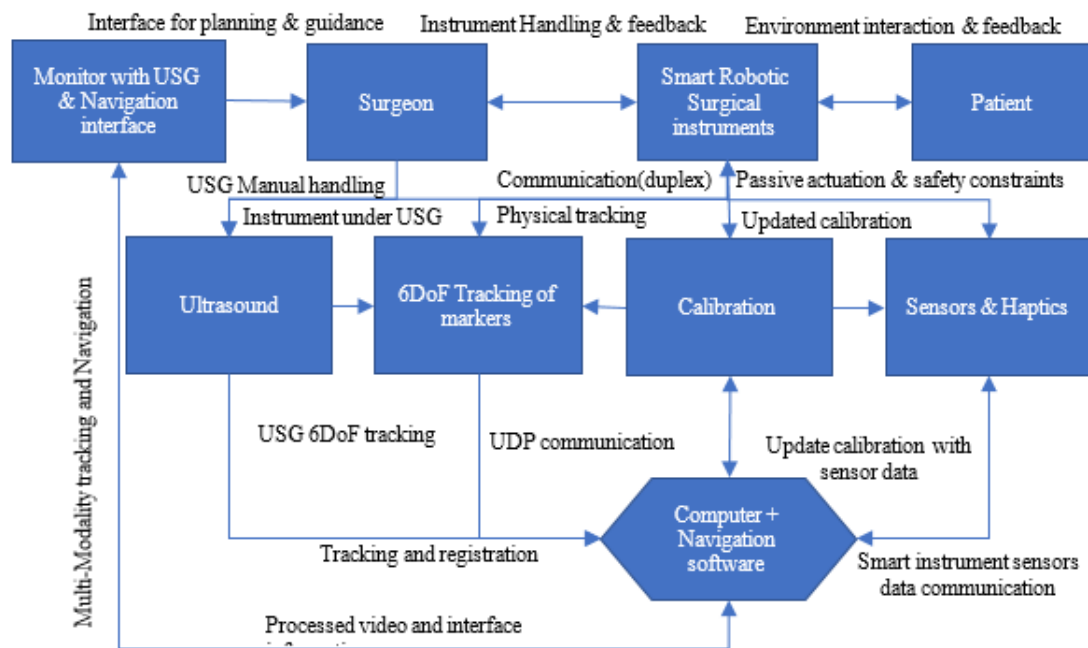 Interface for planning & guidance
Instrument Handling & feedback
Environment interaction & feedback
Monitor with USG
& Navigation
interface
Surgeon
Smart Robotic
Surgical
instruments
Patient
USG Manual handling
Communication(duplex)
Passive actuation & safety constraints
Instrument under USG
Physical tracking
Updated calibration
Ultrasound
6DoF Tracking of
markers
Calibration
Sensors & Haptics
Multi-Modality tracking and Navigation
USG 6DoF tracking
UDP communication
Update calibration with
sensor data
Computer +
Navigation
software
Tracking and registration
Smart instrument sensors
data communication
Processed video and interface